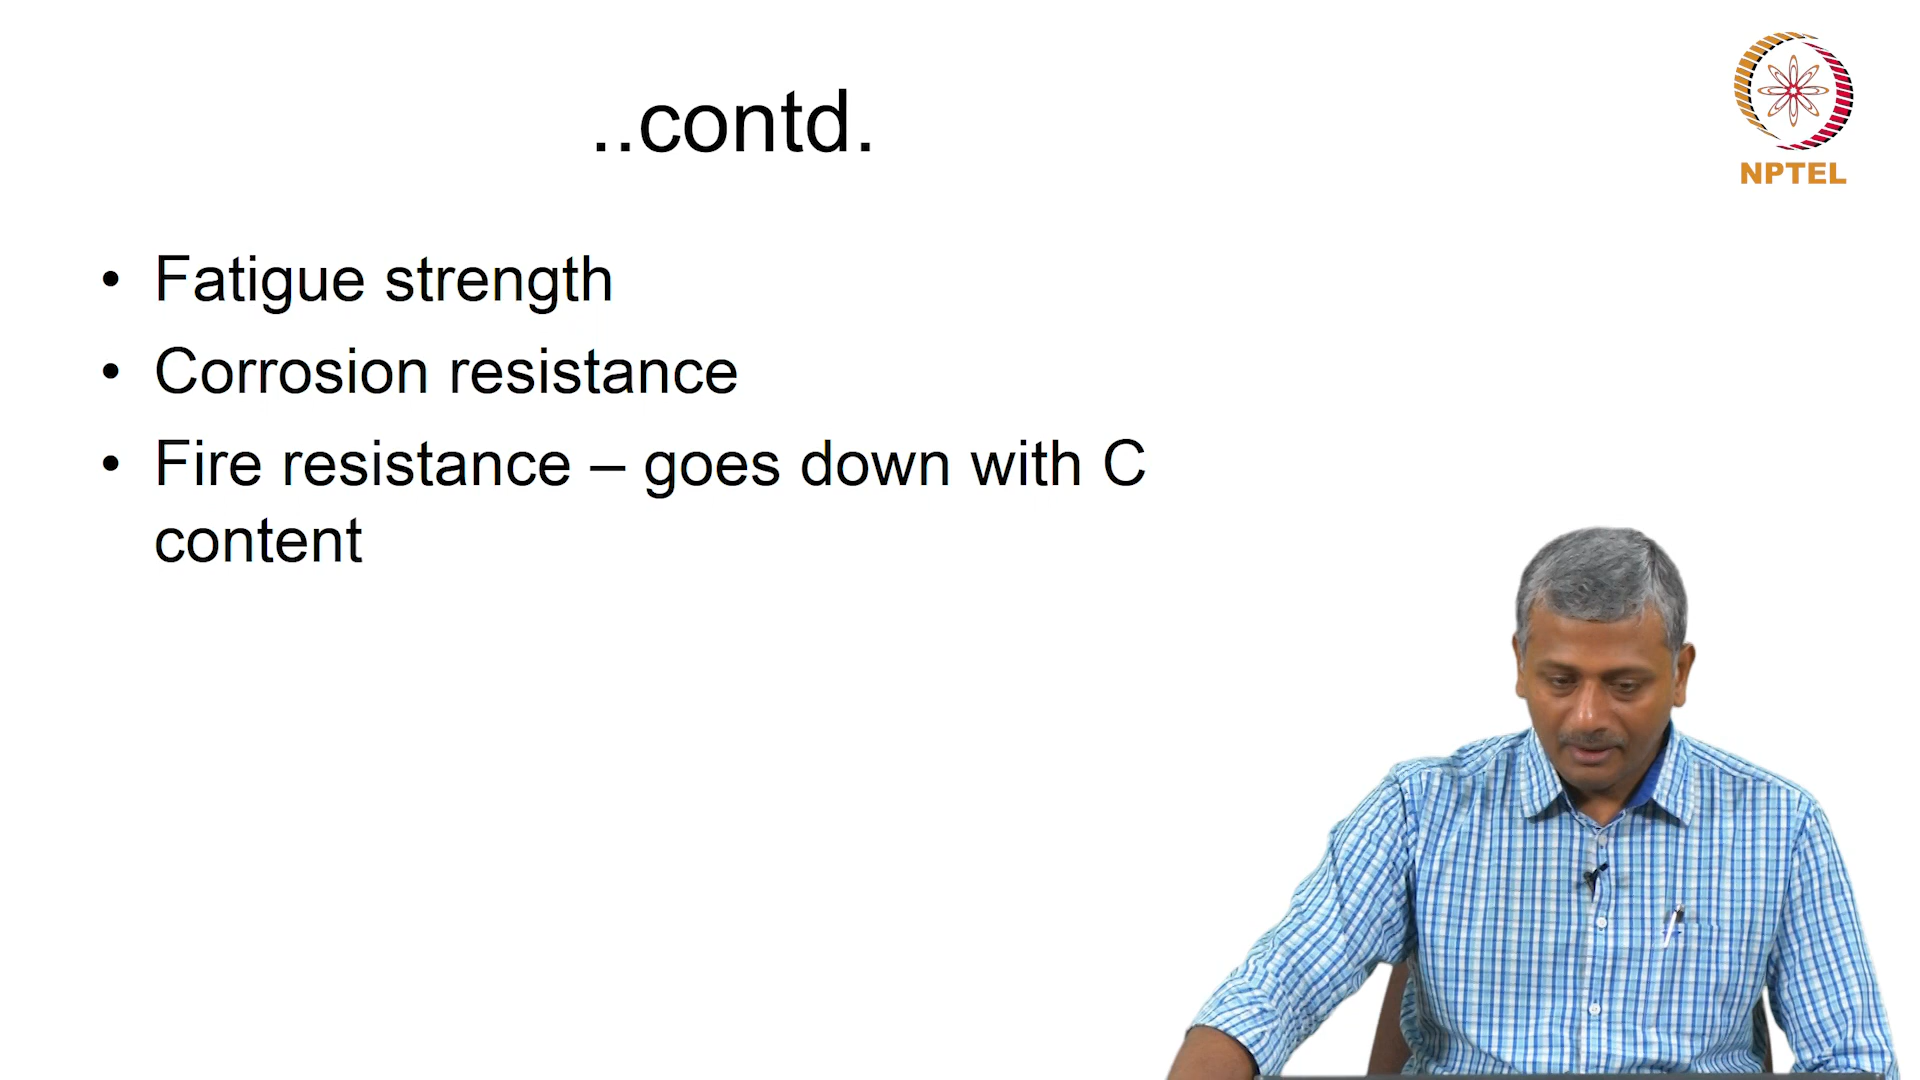 ..contd.
NPTEL
• Fatigue strength
• Corrosion resistance
• Fire resistance – goes down with C
content